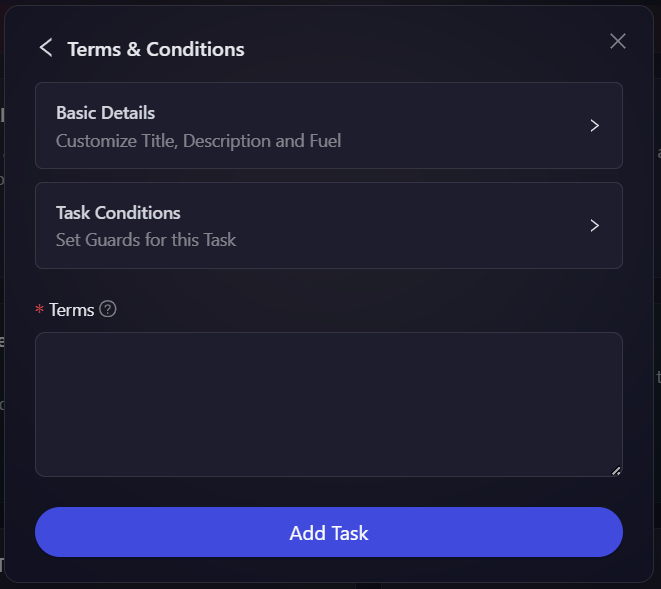 Terms & Conditions
Basic Details
Customize Title, Description and Fuel
Task Conditions
Set Guards for this Task
* Terms
Add Task